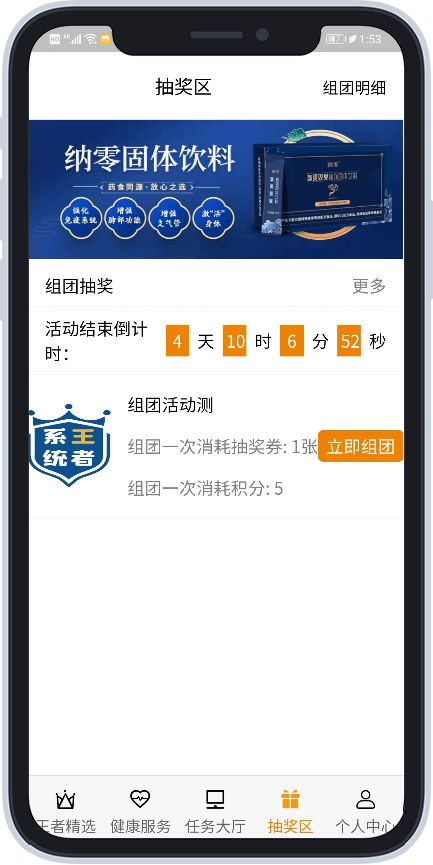 HD 1:53
抽奖区 组团明细
纳零固体饮料
药食同源·放心之选
强化
免疫系统
增强
肺部功能
增强
支气管
激“活”
身体
组团抽奖 更多
活动结束倒计
时: 4 天 10 时 6 分 52 秒
系王
统者
组团活动测
组团一次消耗抽奖券: 1张 立即组团
组团一次消耗积分: 5
王者精选 健康服务 任务大厅 抽奖区 个人中心